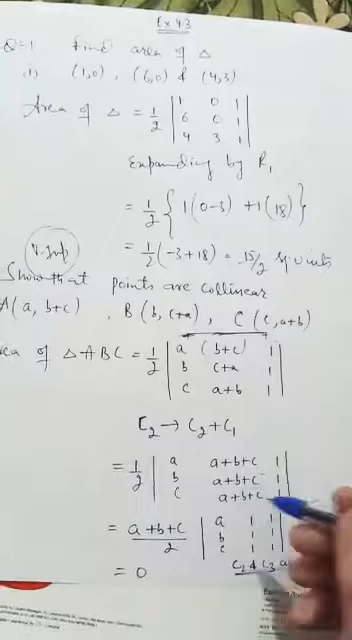 Ex 4.3
Q=1 Find area of Δ
i) (1,0), (6,0) & (4,3)
Area of Δ = 1/2 | 1 0 1 |
| 6 0 1 |
| 4 3 1 |
Expanding by R1
= 1/2 { 1(0-3) +1(18) }
= 1/2 (-3+18) = 15/2 sq units
V.Imp
Show that points are collinear
A(a, b+c), B(b, c+a), C(c, a+b)
Area of ΔABC = 1/2 | a (b+c) 1 |
| b c+a 1 |
| c a+b 1 |
C2 → C2+C1
= 1/2 | a a+b+c 1 |
| b a+b+c 1 |
| c a+b+c 1 |
= a+b+c/2 | a 1 1 |
| b 1 1 |
| c 1 1 |
= 0 C2 & C3